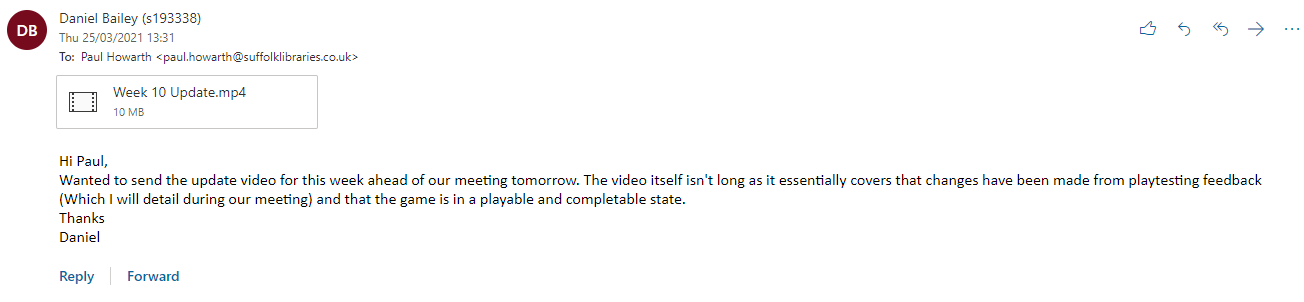 DB
Daniel Bailey (s193338)
Thu 25/03/2021 13:31
To: Paul Howarth <paul.howarth@suffolklibraries.co.uk>
Week 10 Update.mp4
10 MB
Hi Paul,
Wanted to send the update video for this week ahead of our meeting tomorrow. The video itself isn't long as it essentially covers that changes have been made from playtesting feedback
(Which I will detail during our meeting) and that the game is in a playable and completable state.
Thanks
Daniel
Reply Forward